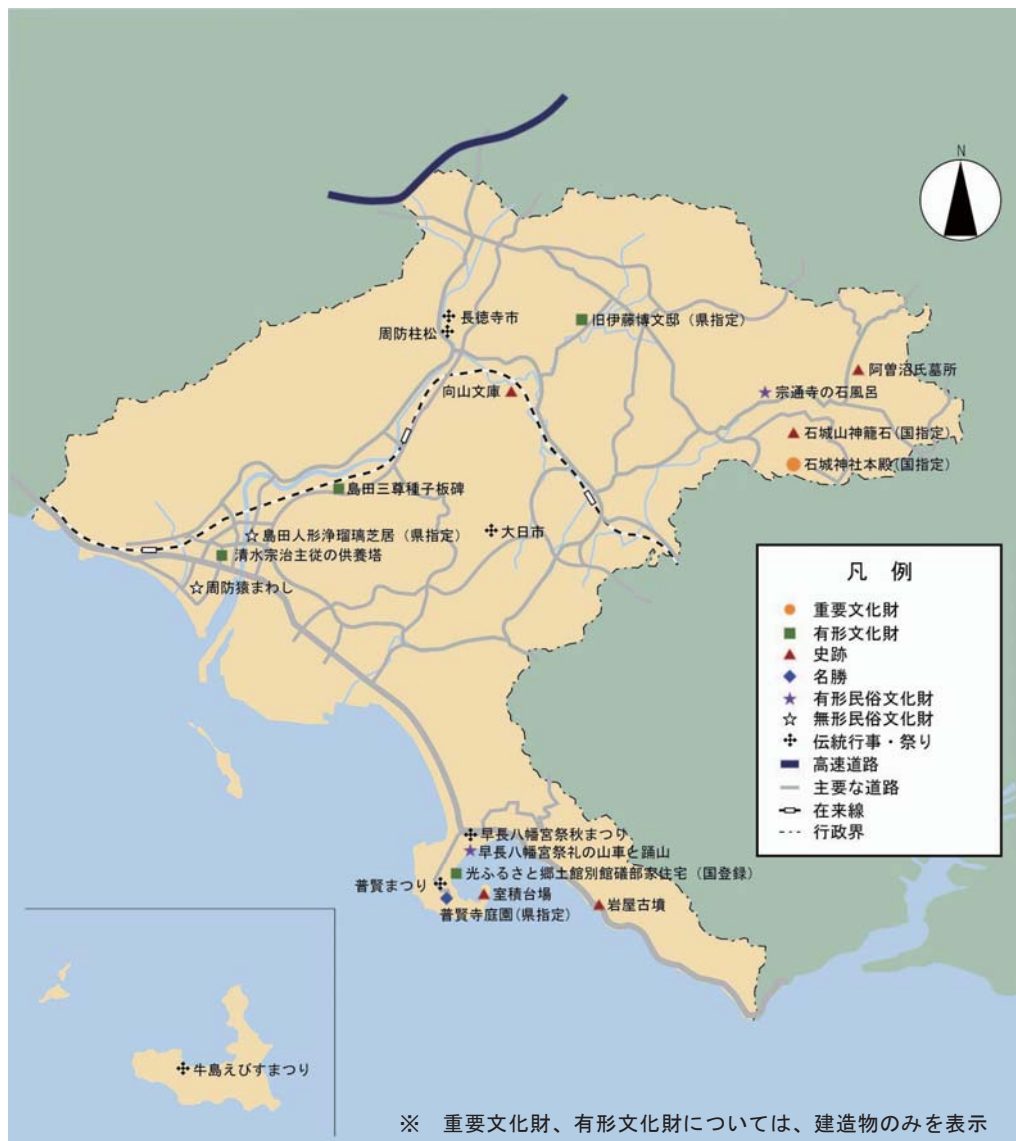 N
長徳寺市
周防柱松
旧伊藤博文邸（県指定）
阿曽沼氏墓所
向山文庫
宗通寺の石風呂
石城山神籠石(国指定)
石城神社本殿(国指定)
島田三尊種子板碑
島田人形浄瑠璃芝居（県指定）
大日市
清水宗治主従の供養塔
周防猿まわし
凡 例
重要文化財
有形文化財
史跡
名勝
有形民俗文化財
無形民俗文化財
伝統行事・祭り
高速道路
主要な道路
在来線
行政界
早長八幡宮祭秋まつり
早長八幡宮祭礼の山車と踊山
光ふるさと郷土館別館磯部家住宅（国登録）
普賢まつり
室積台場
岩屋古墳
普賢寺庭園(県指定)
牛島えびすまつり
※ 重要文化財、有形文化財については、建造物のみを表示